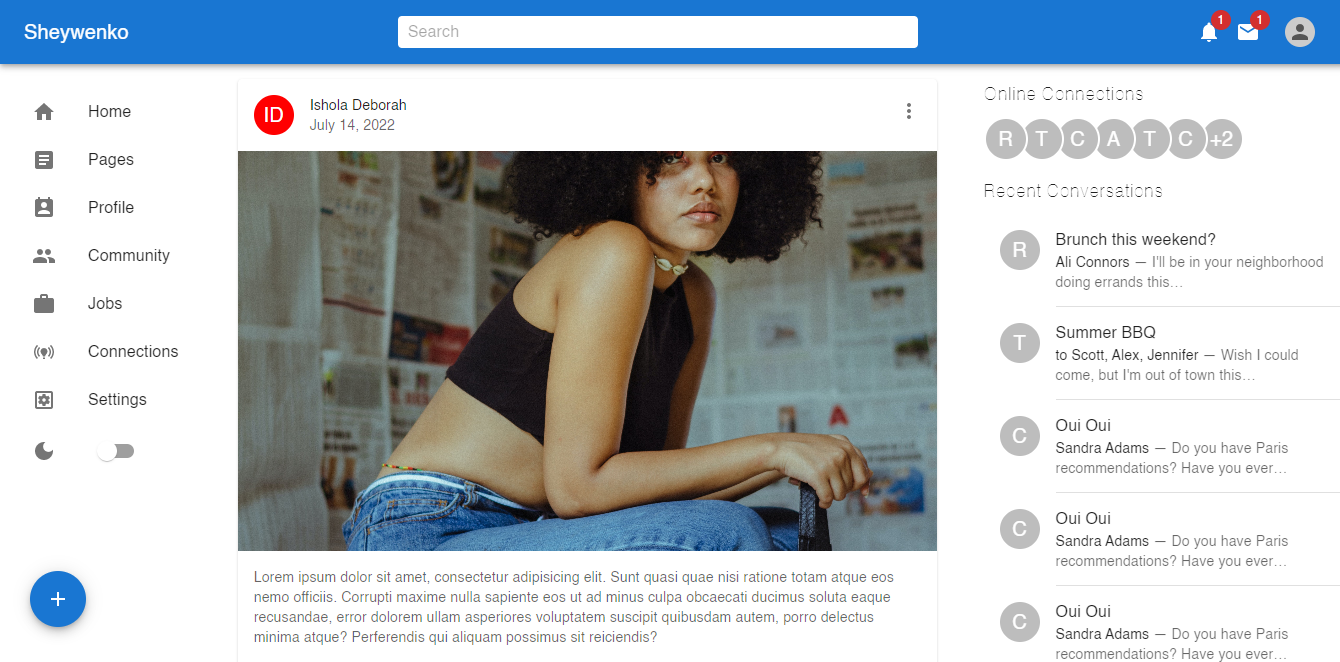 Sheywenko
Search
1
1
Home
Pages
Profile
Community
Jobs
Connections
Settings
ID
Ishola Deborah
July 14, 2022
A
Lorem ipsum dolor sit amet, consectetur adipisicing elit. Sunt quasi quae nisi ratione totam atque eos
nemo officiis. Corrupti maxime nulla sapiente eos ut ad minus culpa obcaecati ducimus soluta eaque
recusandae, error dolorem ullam asperiores voluptatem suscipit quibusdam autem, porro delectus
minima atque? Perferendis qui aliquam possimus sit reiciendis?
Online Connections
R T C A T C +2
Recent Conversations
R
Brunch this weekend?
Ali Connors — I'll be in your neighborhood
doing errands this…
T
Summer BBQ
to Scott, Alex, Jennifer — Wish I could
come, but I'm out of town this…
C
Oui Oui
Sandra Adams — Do you have Paris
recommendations? Have you ever…
C
Oui Oui
Sandra Adams — Do you have Paris
recommendations? Have you ever…
C
Oui Oui
Sandra Adams — Do you have Paris
recommendations? Have you ever…